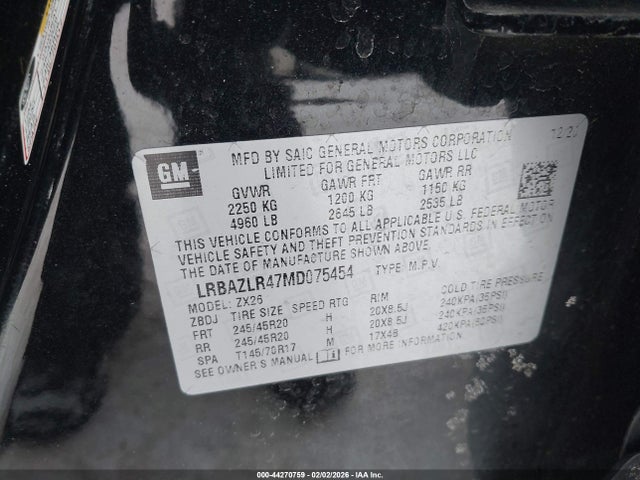 MFD BY SAIC GENERAL MOTORS CORPORATION 12/20
LIMITED FOR GENERAL MOTORS LLC
GM
GVWR GAWR FRT GAWR RR
2250 KG 1200 KG 1150 KG
4960 LB 2645 LB 2535 LB
THIS VEHICLE CONFORMS TO ALL APPLICABLE U.S. FEDERAL MOTOR
VEHICLE SAFETY AND THEFT PREVENTION STANDARDS IN EFFECT ON
THE DATE OF MANUFACTURE SHOWN ABOVE.
LRBAZLR47MD075454 TYPE: M.P.V.
MODEL: ZX26
ZBDJ TIRE SIZE SPEED RTG RIM COLD TIRE PRESSURE
FRT 245/45R20 H 20X8.5J 240KPA(35PSI)
RR 245/45R20 H 20X8.5J 240KPA(35PSI)
SPA T145/70R17 M 17X4B 420KPA(60PSI)
SEE OWNER'S MANUAL FOR MORE INFORMATION
000-44270759 - 02/02/2026 - IAA Inc.